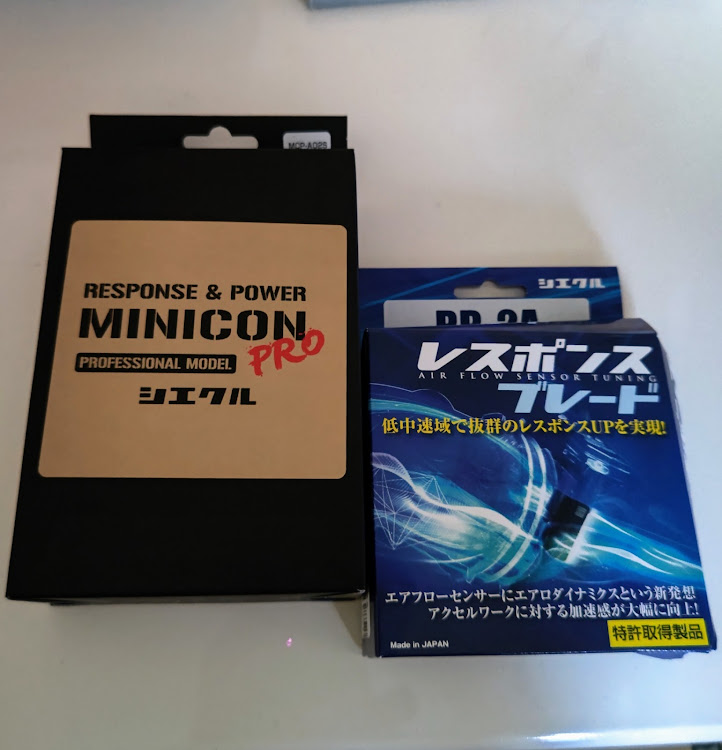 MCP-A02S
RESPONSE & POWER
MINICON
PRO
PROFESSIONAL MODEL
シエクル
シエクル
レスポンス
AIR FLOW SENSOR TUNING
ブレード
低中速域で抜群のレスポンスUPを実現!
エアフローセンサーにエアロダイナミクスという新発想!
アクセルワークに対する加速感が大幅に向上!
特許取得製品
Made in JAPAN